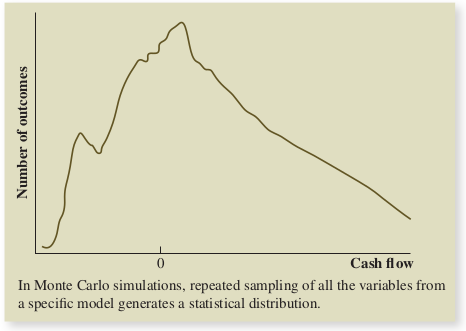 Number of outcomes
0
Cash flow
In Monte Carlo simulations, repeated sampling of all the variables from
a specific model generates a statistical distribution.